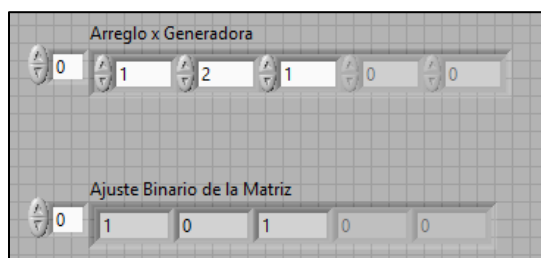 Arreglo x Generadora
0 1 2 1 0 0
Ajuste Binario de la Matriz
0 1 0 1 0 0